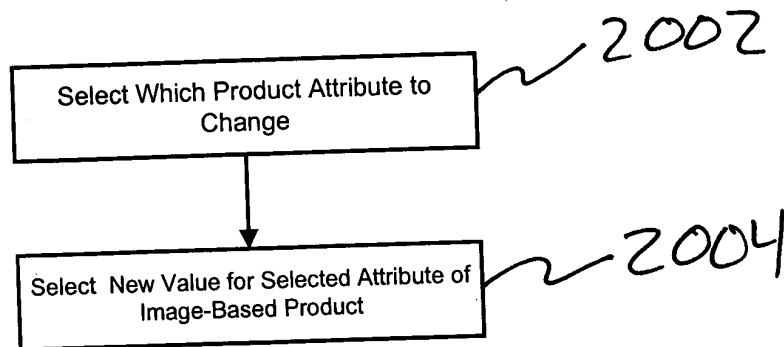 2002
Select Which Product Attribute to
Change
2004
Select New Value for Selected Attribute of
Image-Based Product